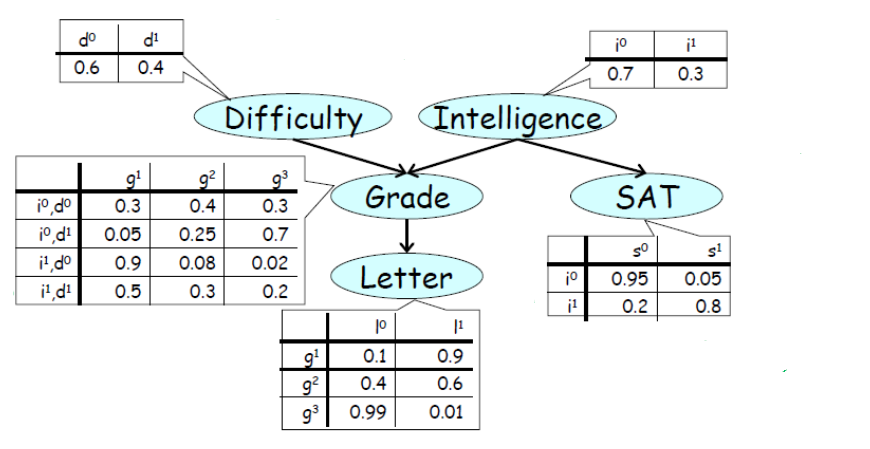 d⁰ d¹
0.6 0.4
i⁰ i¹
0.7 0.3
Difficulty
Intelligence
g¹ g² g³
i⁰,d⁰ 0.3 0.4 0.3
i⁰,d¹ 0.05 0.25 0.7
i¹,d⁰ 0.9 0.08 0.02
i¹,d¹ 0.5 0.3 0.2
Grade
SAT
s⁰ s¹
i⁰ 0.95 0.05
i¹ 0.2 0.8
Letter
l⁰ l¹
g¹ 0.1 0.9
g² 0.4 0.6
g³ 0.99 0.01